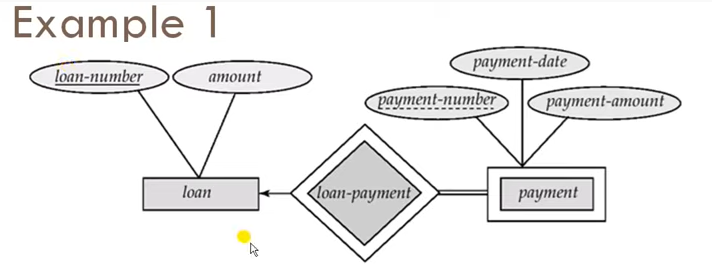 Example 1
payment-date
loan-number
amount
payment-number
payment-amount
loan
loan-payment
payment